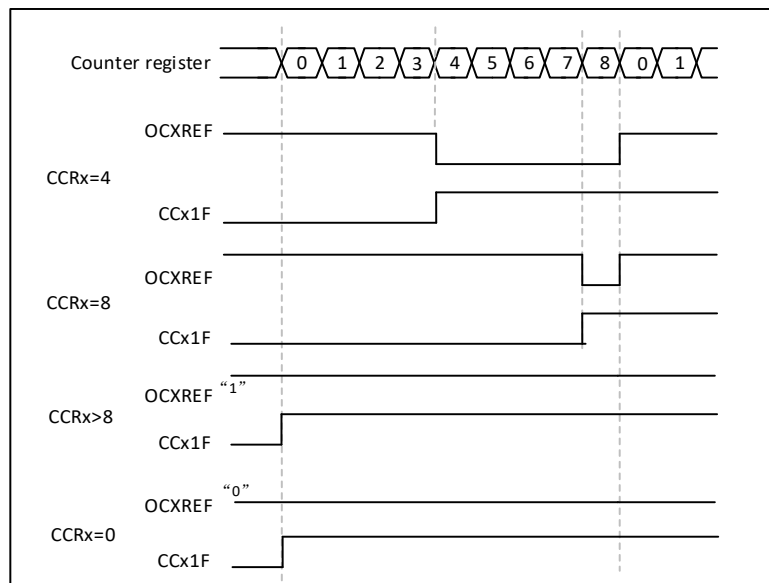 Counter register 0 1 2 3 4 5 6 7 8 0 1
OCXREF
CCRx=4
CCx1F
OCXREF
CCRx=8
CCx1F
OCXREF “1”
CCRx>8
CCx1F
OCXREF “0”
CCRx=0
CCx1F